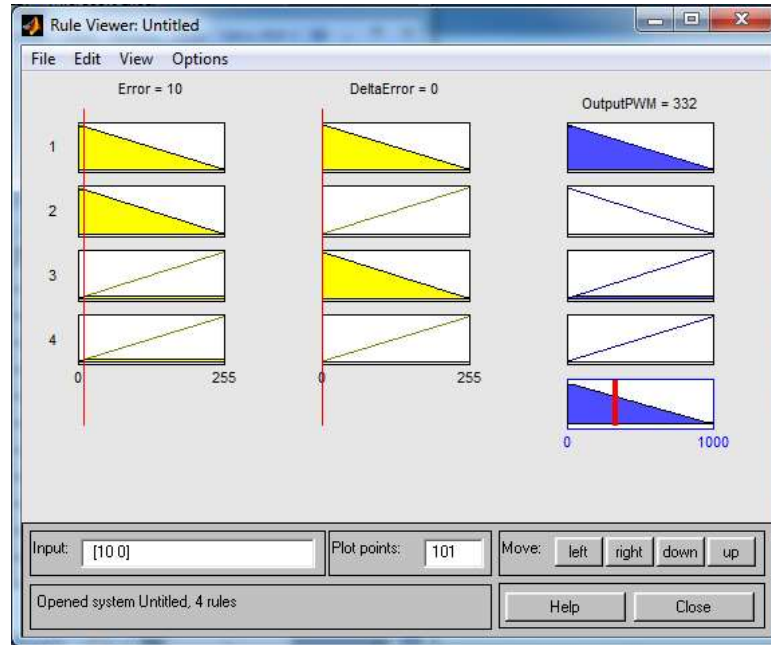 Rule Viewer: Untitled
File Edit View Options
Error = 10 DeltaError = 0 OutputPWM = 332
1
2
3
4
0 255 0 255
0 1000
Input: [10 0] Plot points: 101 Move: left right down up
Opened system Untitled, 4 rules Help Close